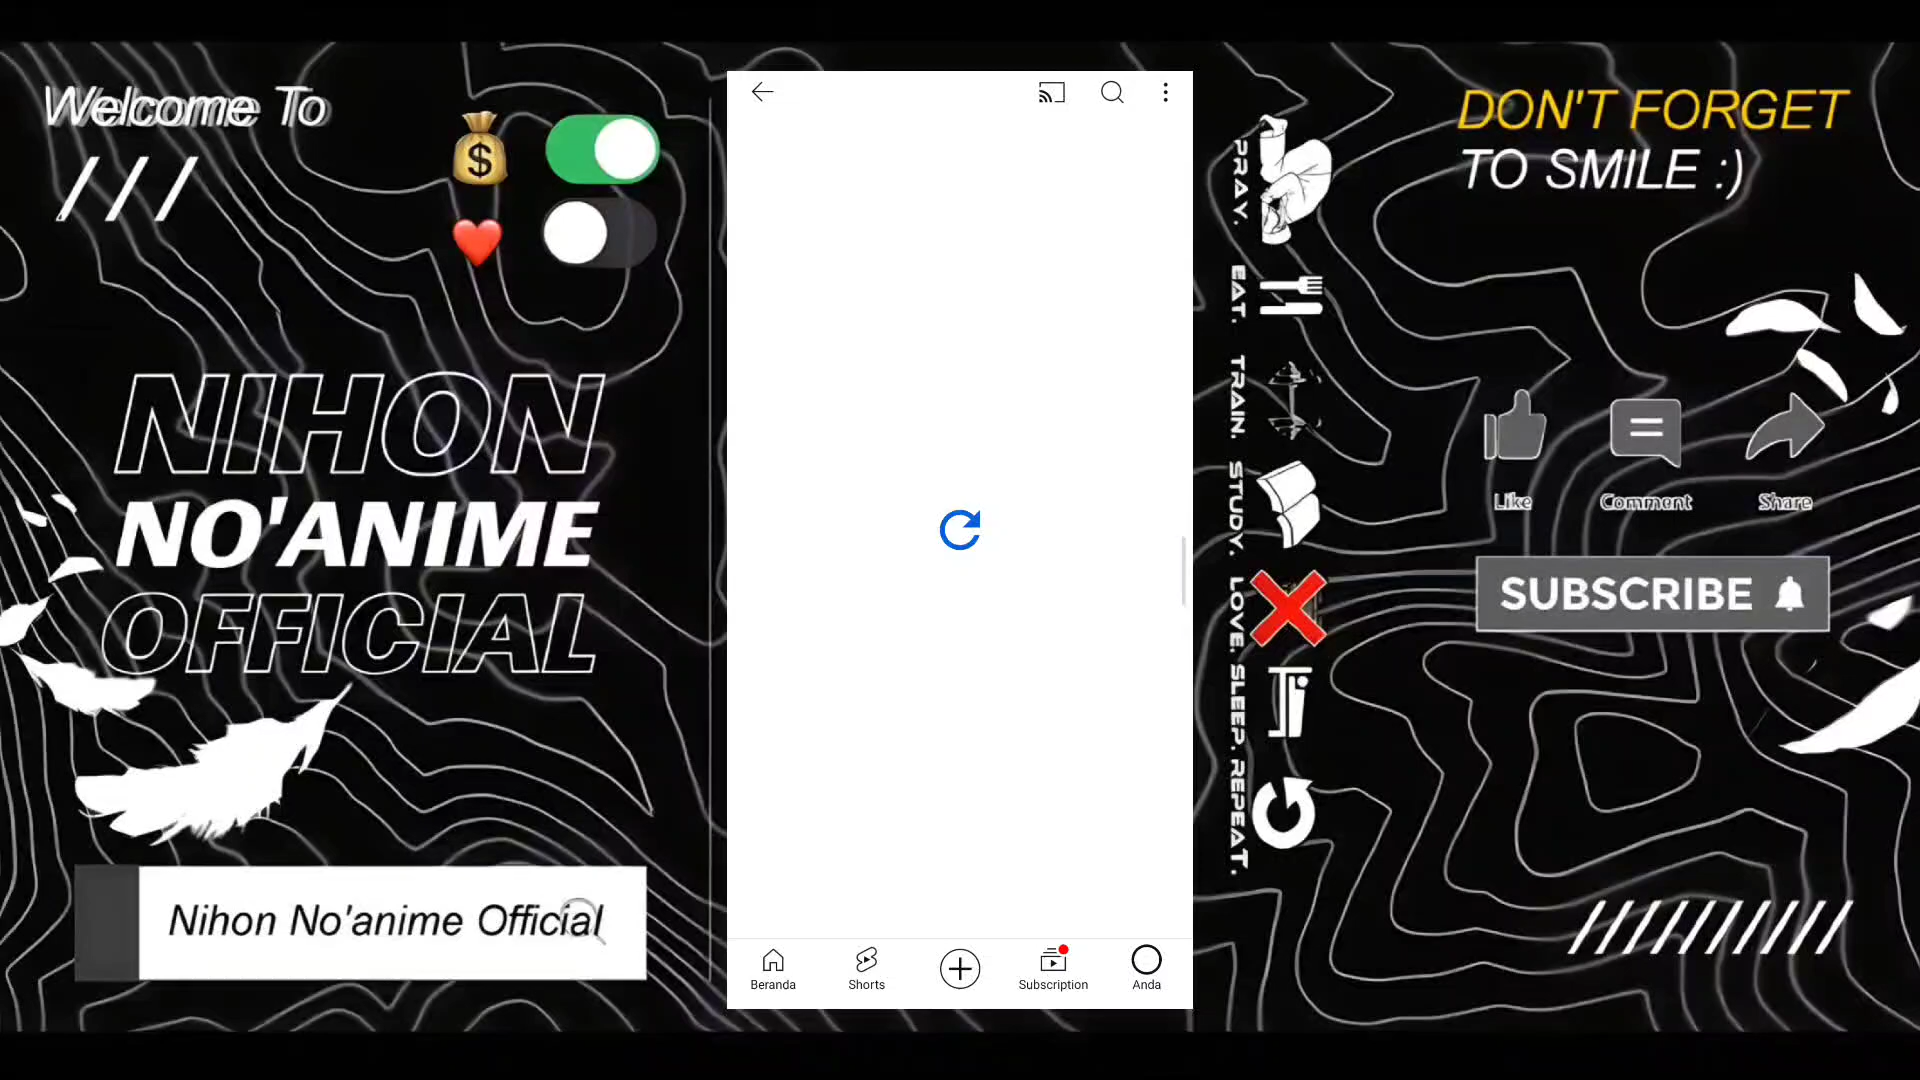 Welcome To
///
$
NIHON
NO'ANIME
OFFICIAL
Nihon No'anime Official
Beranda
Shorts
Subscription
Anda
PRAY.
EAT.
TRAIN.
STUDY.
LOVE.
SLEEP.
REPEAT.
DON'T FORGET
TO SMILE :)
Like
Comment
Share
SUBSCRIBE
//////////